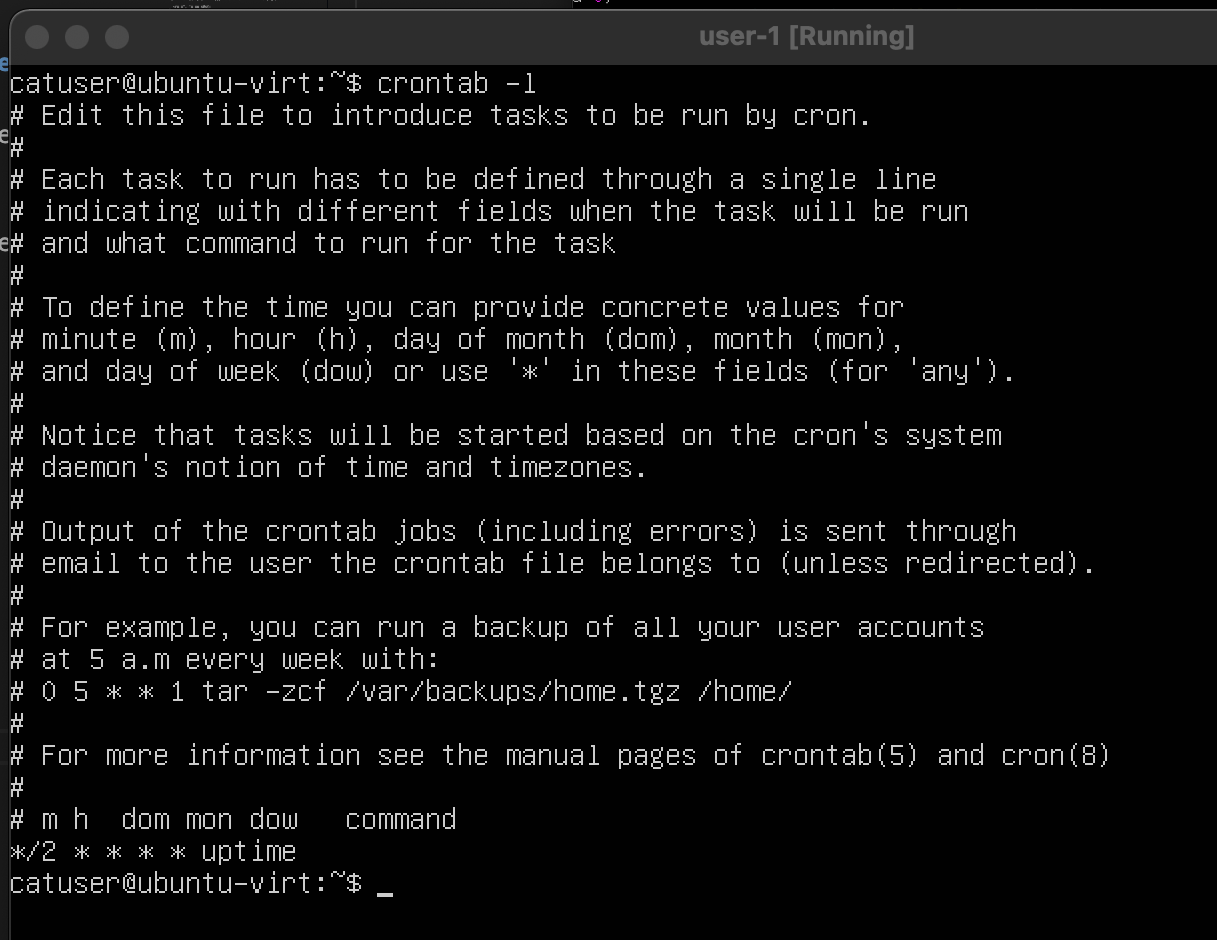 user-1 [Running]
catuser@ubuntu-virt:~$ crontab -l
# Edit this file to introduce tasks to be run by cron.
#
# Each task to run has to be defined through a single line
# indicating with different fields when the task will be run
# and what command to run for the task
#
# To define the time you can provide concrete values for
# minute (m), hour (h), day of month (dom), month (mon),
# and day of week (dow) or use '*' in these fields (for 'any').
#
# Notice that tasks will be started based on the cron's system
# daemon's notion of time and timezones.
#
# Output of the crontab jobs (including errors) is sent through
# email to the user the crontab file belongs to (unless redirected).
#
# For example, you can run a backup of all your user accounts
# at 5 a.m every week with:
# 0 5 * * 1 tar -zcf /var/backups/home.tgz /home/
#
# For more information see the manual pages of crontab(5) and cron(8)
#
# m h  dom mon dow   command
*/2 * * * * uptime
catuser@ubuntu-virt:~$ _